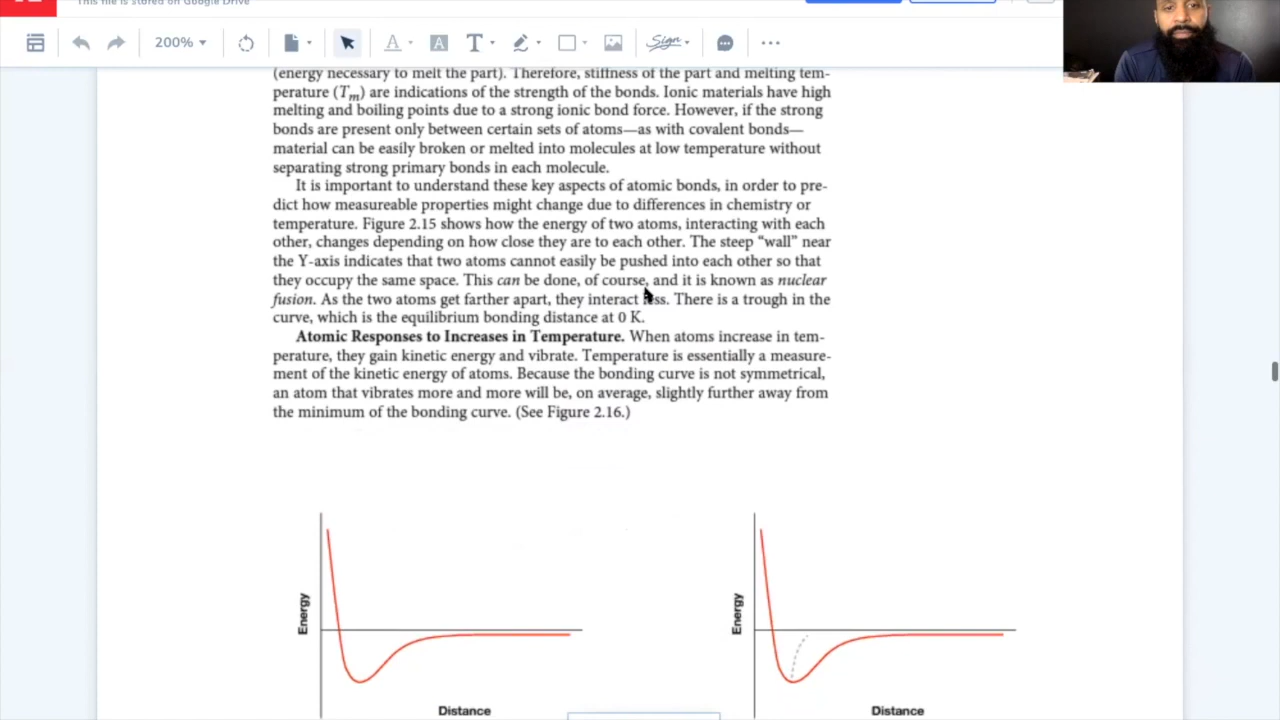 This file is stored on Google Drive
200%
A
A
T
Sign
(energy necessary to melt the part). Therefore, stiffness of the part and melting tem-
perature (Tm) are indications of the strength of the bonds. Ionic materials have high
melting and boiling points due to a strong ionic bond force. However, if the strong
bonds are present only between certain sets of atoms—as with covalent bonds—
material can be easily broken or melted into molecules at low temperature without
separating strong primary bonds in each molecule.
It is important to understand these key aspects of atomic bonds, in order to pre-
dict how measureable properties might change due to differences in chemistry or
temperature. Figure 2.15 shows how the energy of two atoms, interacting with each
other, changes depending on how close they are to each other. The steep “wall” near
the Y-axis indicates that two atoms cannot easily be pushed into each other so that
they occupy the same space. This can be done, of course, and it is known as nuclear
fusion. As the two atoms get farther apart, they interact less. There is a trough in the
curve, which is the equilibrium bonding distance at 0 K.
Atomic Responses to Increases in Temperature. When atoms increase in tem-
perature, they gain kinetic energy and vibrate. Temperature is essentially a measure-
ment of the kinetic energy of atoms. Because the bonding curve is not symmetrical,
an atom that vibrates more and more will be, on average, slightly further away from
the minimum of the bonding curve. (See Figure 2.16.)
Energy
Distance
Energy
Distance